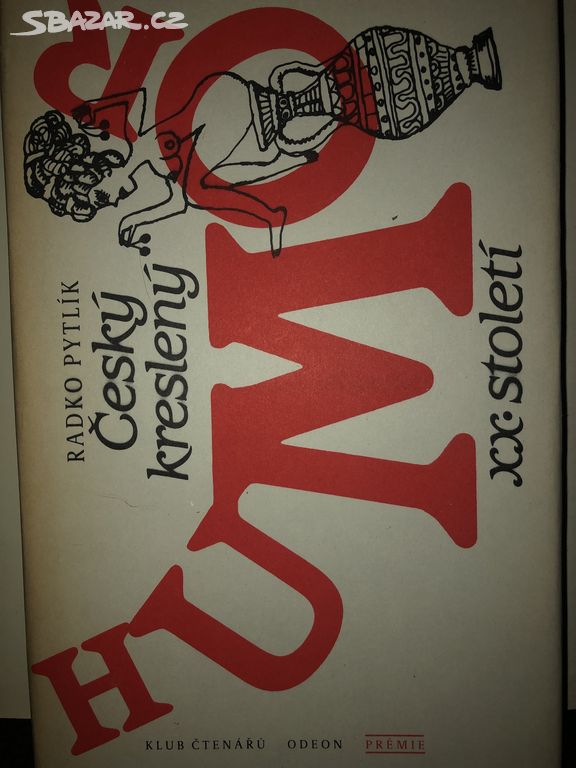 SBAZAR.CZ
RADKO PYTLÍK
Český
kreslený
HUMOR
xx. století
KLUB ČTENÁŘŮ ODEON PRÉMIE